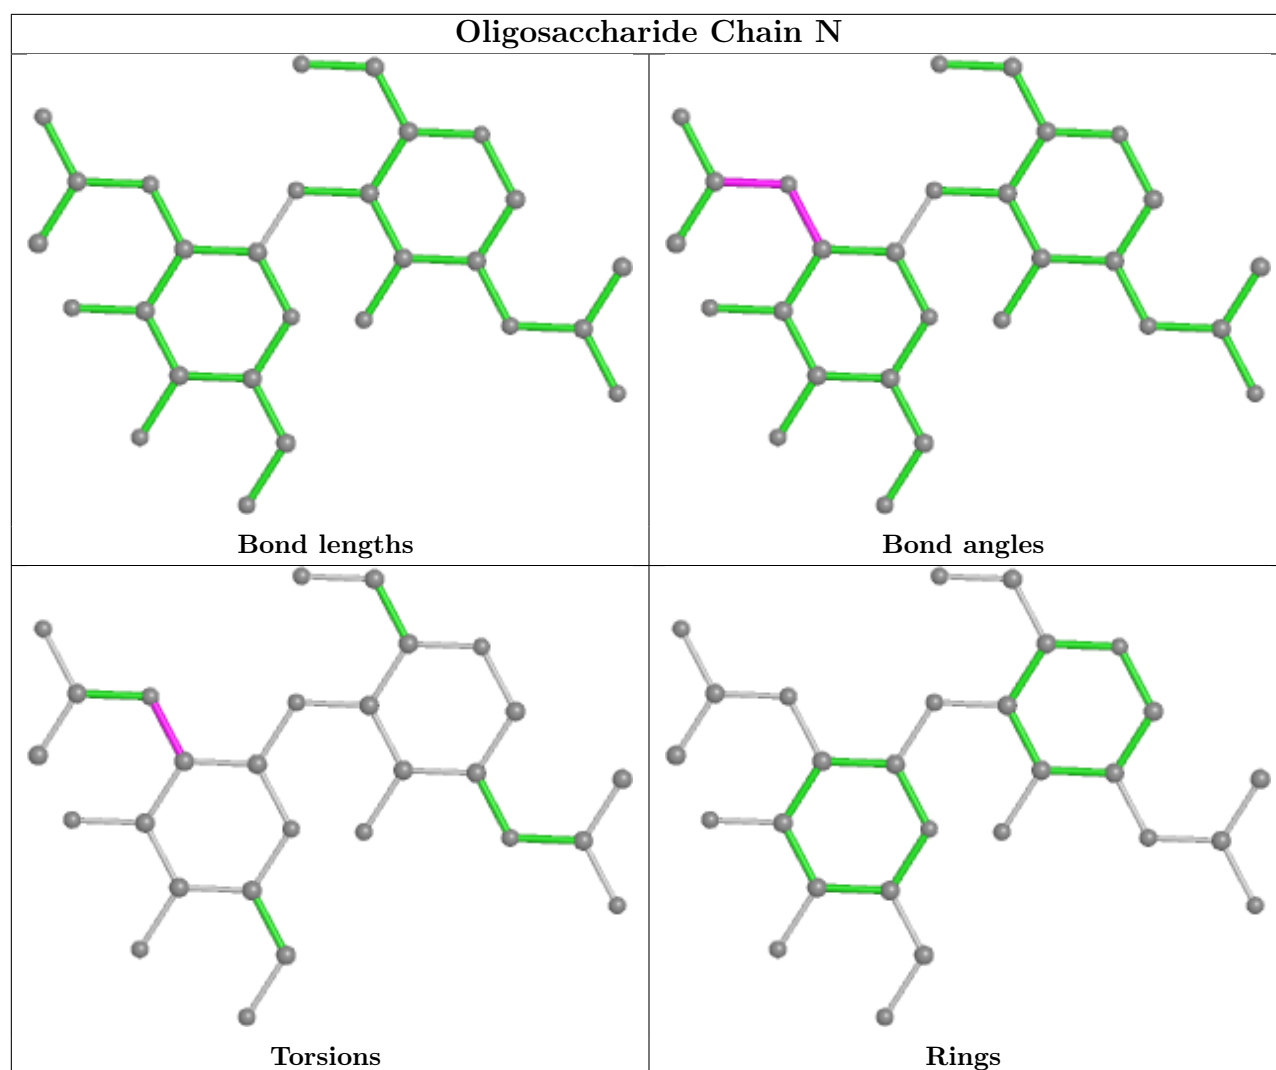 Oligosaccharide Chain N
Bond lengths
Bond angles
Torsions
Rings